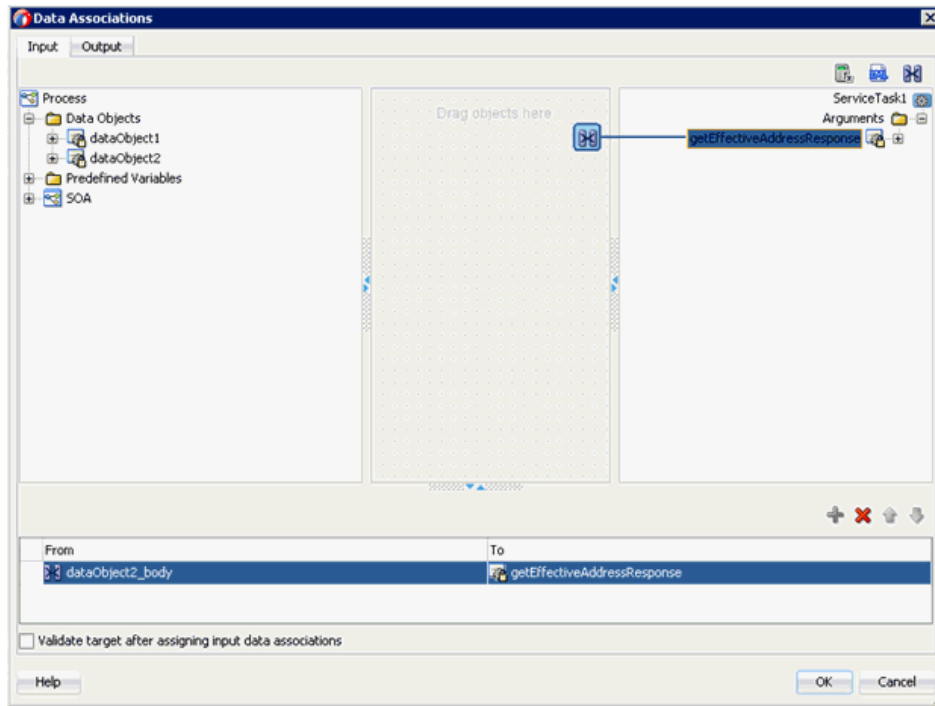 Data Associations
Input Output
Process
Data Objects
dataObject1
dataObject2
Predefined Variables
SOA
Drag objects here
ServiceTask1
Arguments
getEffectiveAddressResponse
From To
dataObject2_body getEffectiveAddressResponse
Validate target after assigning input data associations
Help OK Cancel